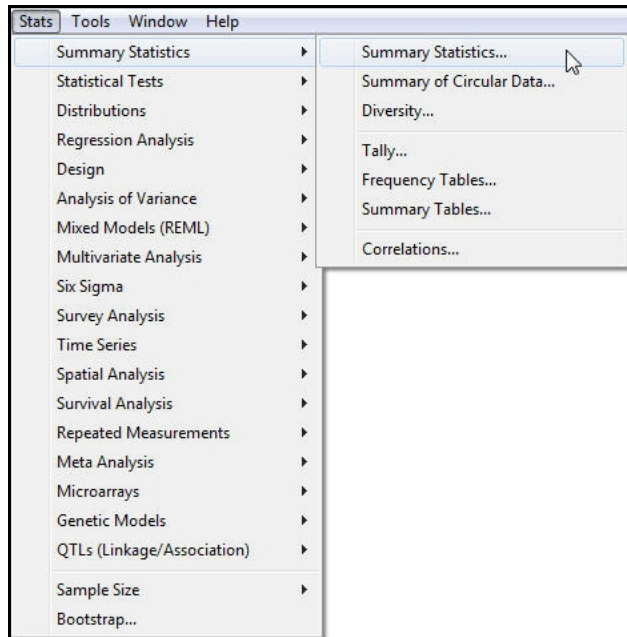 Stats Tools Window Help
Summary Statistics
Statistical Tests
Distributions
Regression Analysis
Design
Analysis of Variance
Mixed Models (REML)
Multivariate Analysis
Six Sigma
Survey Analysis
Time Series
Spatial Analysis
Survival Analysis
Repeated Measurements
Meta Analysis
Microarrays
Genetic Models
QTLs (Linkage/Association)
Sample Size
Bootstrap...
Summary Statistics...
Summary of Circular Data...
Diversity...
Tally...
Frequency Tables...
Summary Tables...
Correlations...